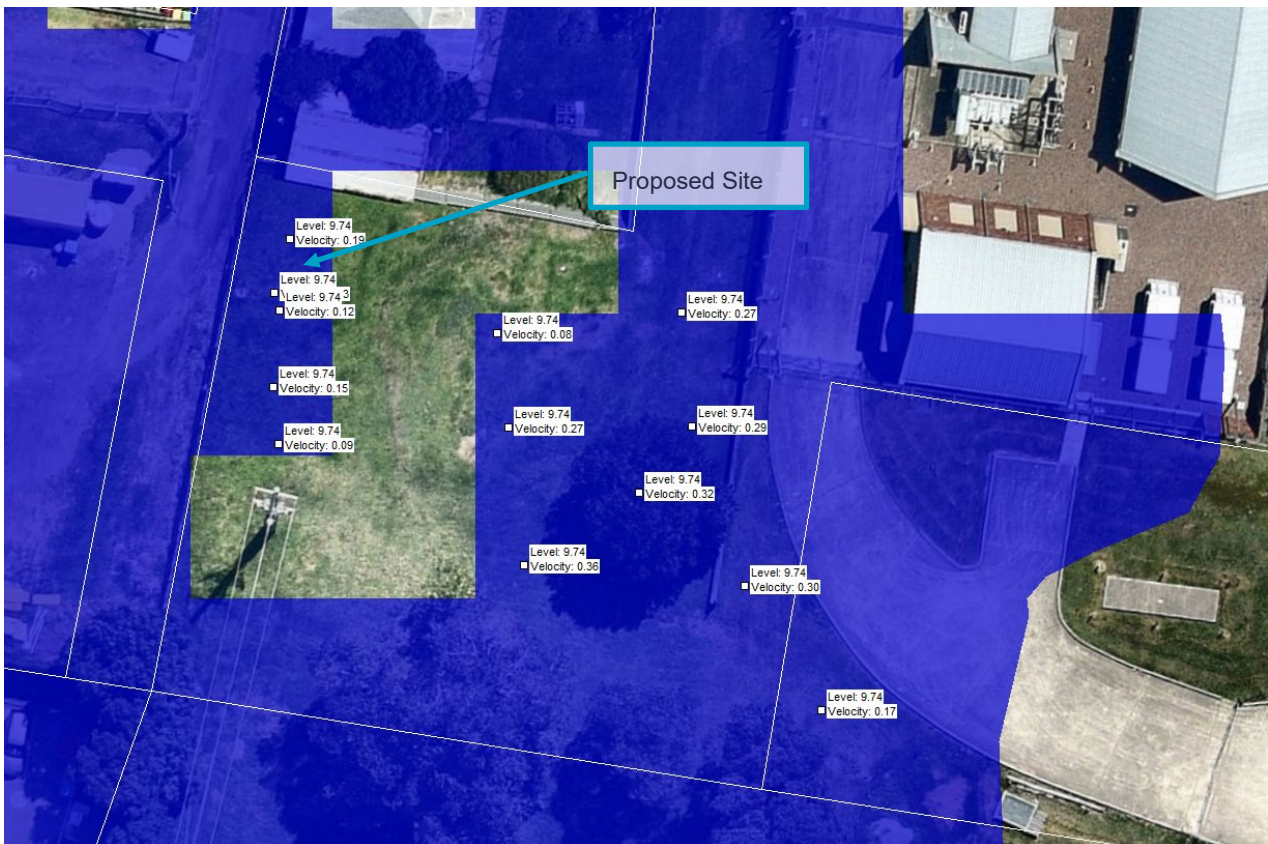 Proposed Site
Level: 9.74
Velocity: 0.19
Level: 9.74
Level: 9.74
Velocity: 0.12
Level: 9.74
Velocity: 0.15
Level: 9.74
Velocity: 0.09
Level: 9.74
Velocity: 0.08
Level: 9.74
Velocity: 0.27
Level: 9.74
Velocity: 0.27
Level: 9.74
Velocity: 0.29
Level: 9.74
Velocity: 0.32
Level: 9.74
Velocity: 0.36
Level: 9.74
Velocity: 0.30
Level: 9.74
Velocity: 0.17